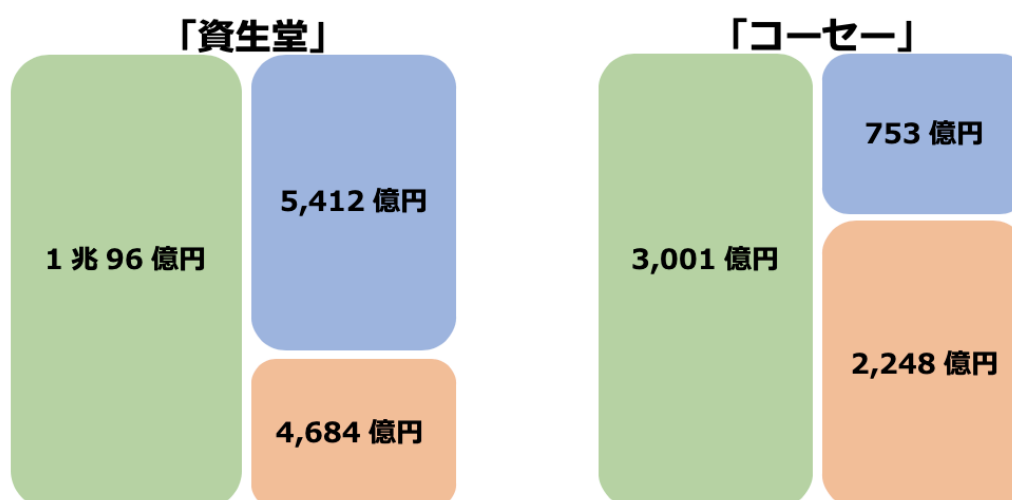 「資生堂」
1 兆 96 億円
5,412 億円
4,684 億円
「コーセー」
3,001 億円
753 億円
2,248 億円